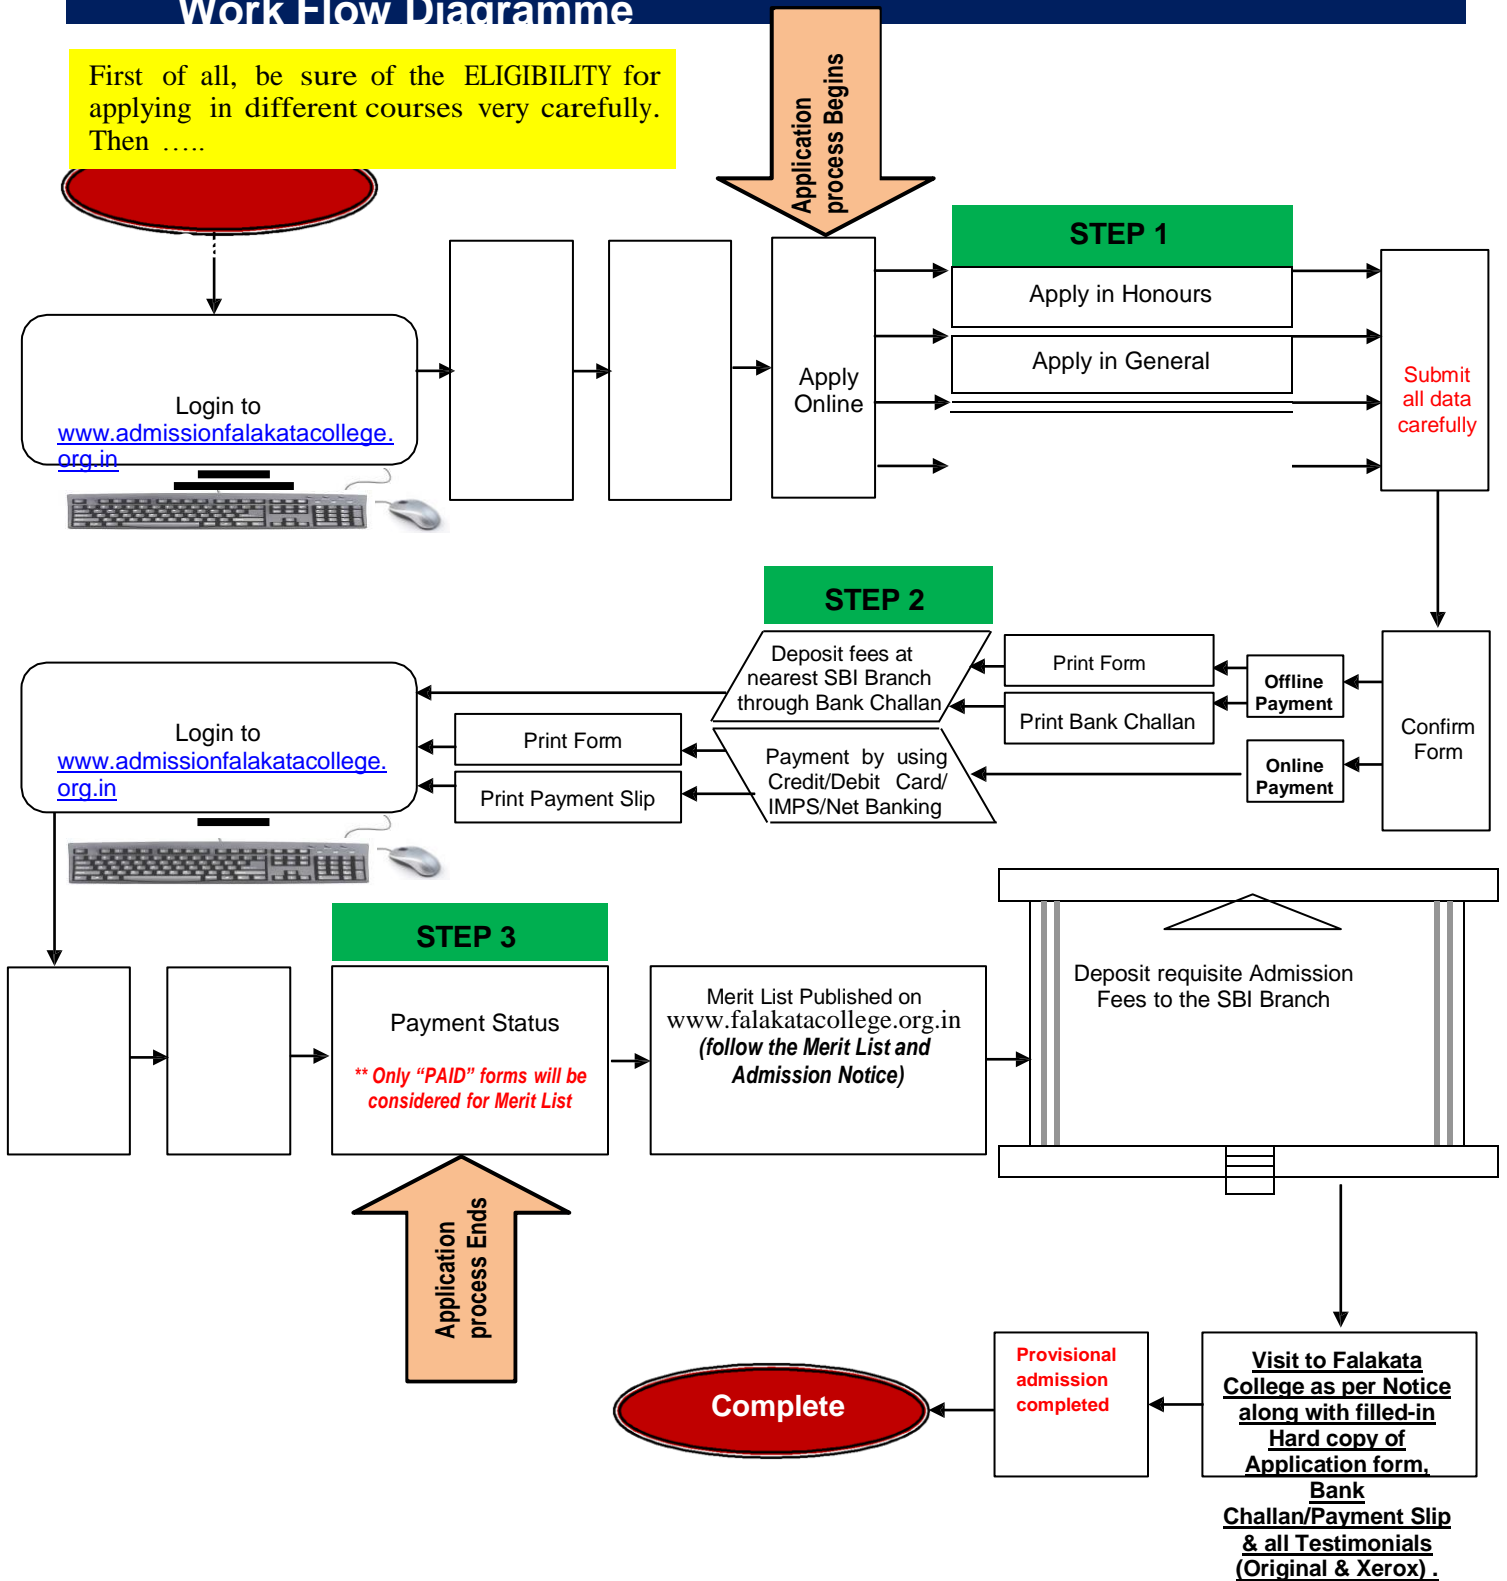 Work Flow Diagramme
First of all, be sure of the ELIGIBILITY for
applying in different courses very carefully.
Then …..
Application
process Begins
STEP 1
Apply in Honours
Apply in General
Apply
Online
Submit
all data
carefully
Login to
www.admissionfalakatacollege.
org.in
STEP 2
Deposit fees at
nearest SBI Branch
through Bank Challan
Print Form
Print Bank Challan
Offline
Payment
Confirm
Form
Online
Payment
Payment by using
Credit/Debit Card/
IMPS/Net Banking
Print Form
Print Payment Slip
Login to
www.admissionfalakatacollege.
org.in
STEP 3
Payment Status
** Only “PAID” forms will be
considered for Merit List
Merit List Published on
www.falakatacollege.org.in
(follow the Merit List and
Admission Notice)
Deposit requisite Admission
Fees to the SBI Branch
Application
process Ends
Complete
Provisional
admission
completed
Visit to Falakata
College as per Notice
along with filled-in
Hard copy of
Application form,
Bank
Challan/Payment Slip
& all Testimonials
(Original & Xerox) .